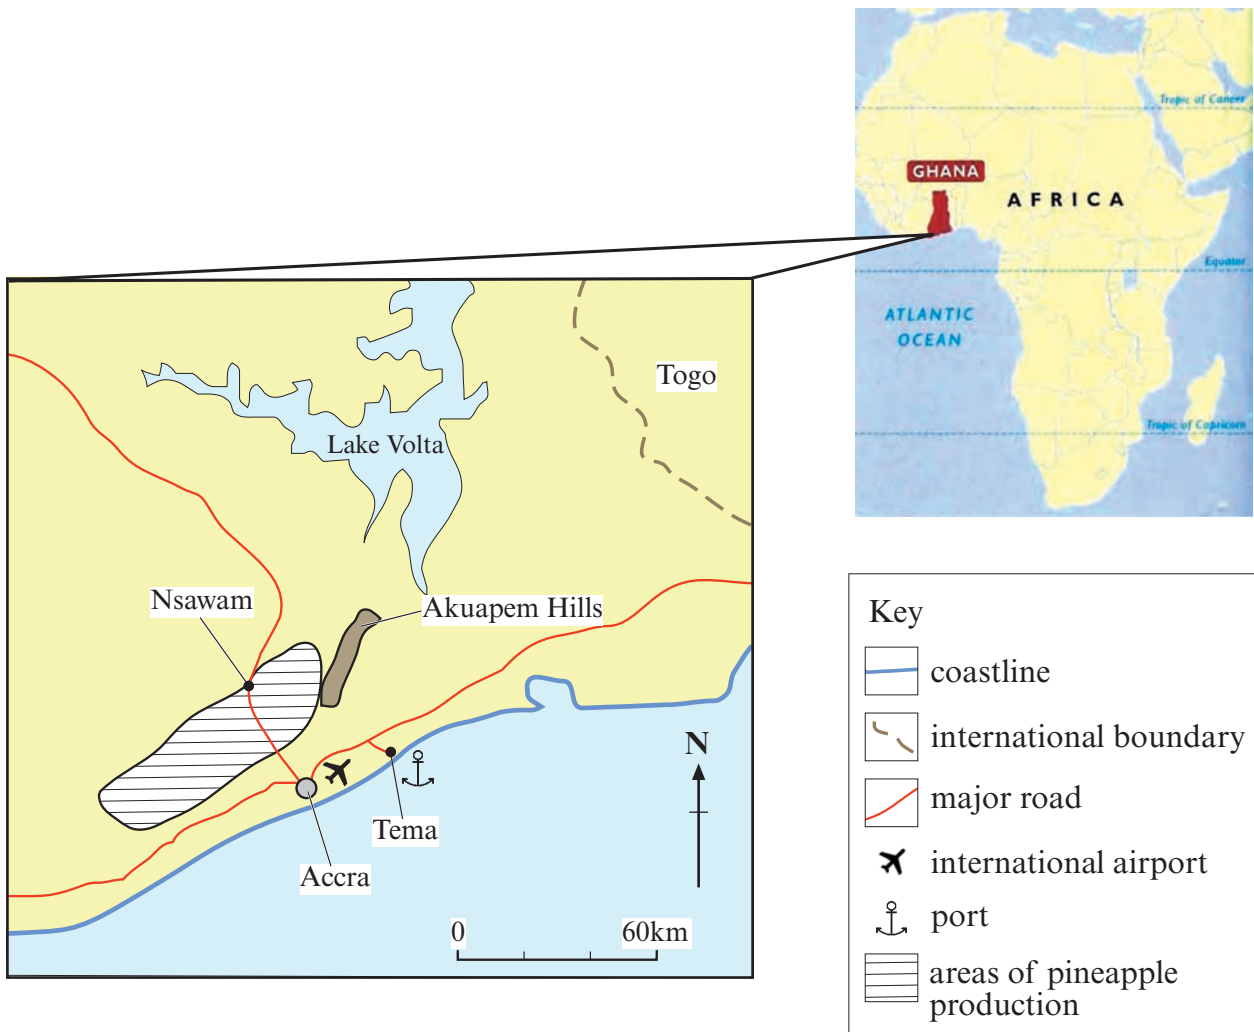 Tropic of Cancer
GHANA
AFRICA
Equator
ATLANTIC
OCEAN
Tropic of Capricorn
Togo
Lake Volta
Nsawam
Akuapem Hills
N
Tema
Accra
0 60km
Key
coastline
international boundary
major road
international airport
port
areas of pineapple
production